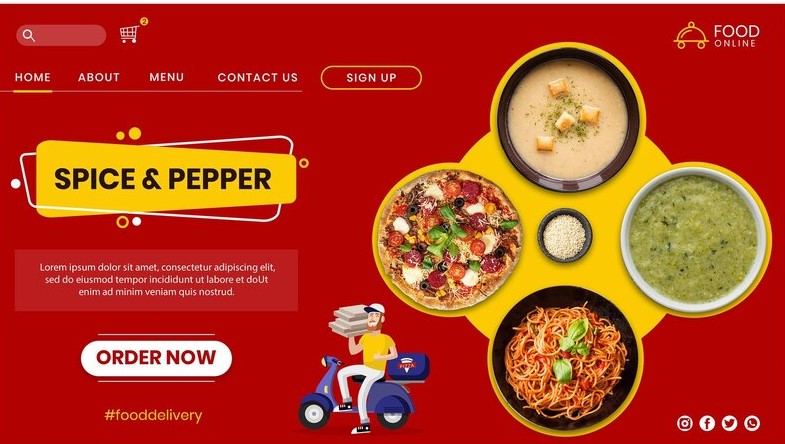 2
FOOD
ONLINE
HOME ABOUT MENU CONTACT US SIGN UP
SPICE & PEPPER
Lorem ipsum dolor sit amet, consectetur adipiscing elit,
sed do eiusmod tempor incididunt ut labore et doUt
enim ad minim veniam quis nostrud.
ORDER NOW
PIZZA
#fooddelivery